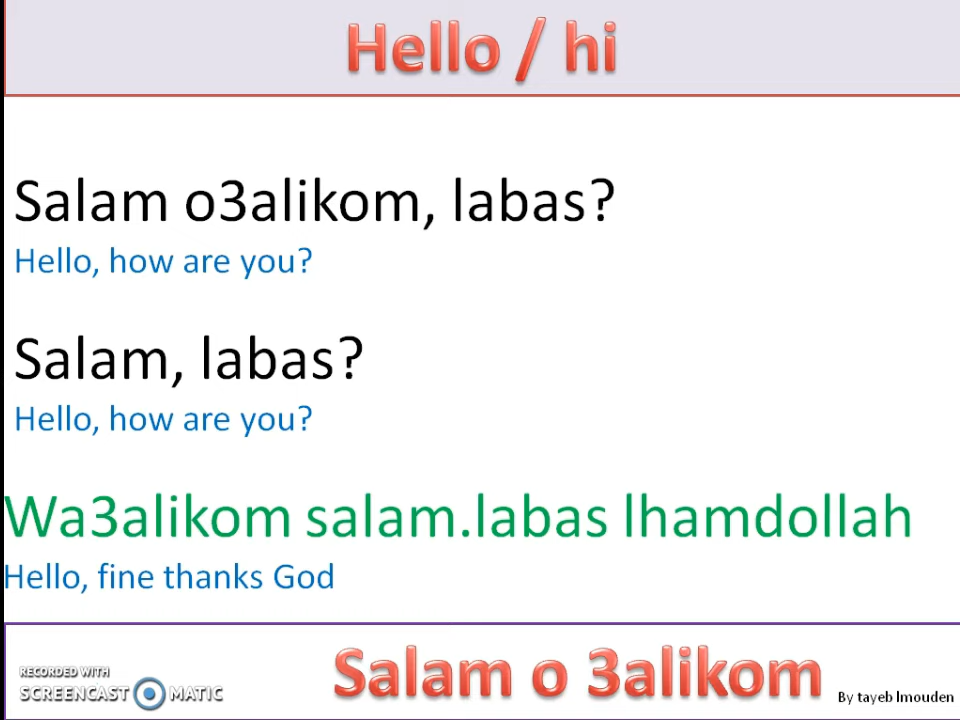 Hello / hi
Salam o3alikom, labas?
Hello, how are you?
Salam, labas?
Hello, how are you?
Wa3alikom salam.labas lhamdollah
Hello, fine thanks God
RECORDED WITH
SCREENCAST MATIC
Salam o 3alikom
By tayeb lmouden